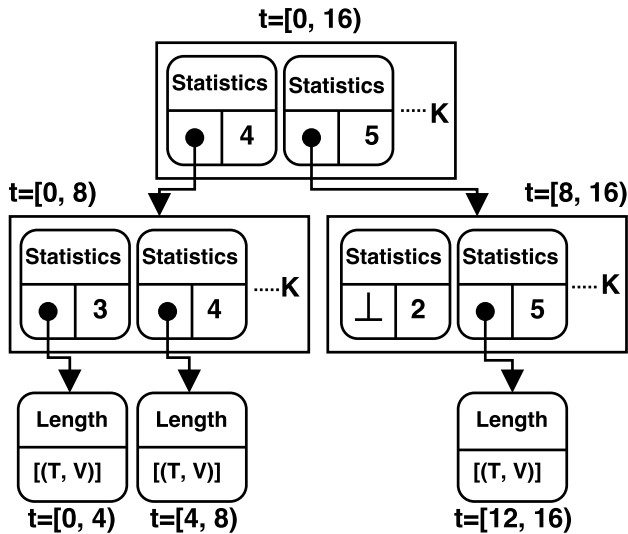 t=[0, 16)
Statistics
4
Statistics
5
...... K
t=[0, 8)
t=[8, 16)
Statistics
3
Statistics
4
......K
Statistics
⊥ 2
Statistics
5
...... K
Length
[(T, V)]
Length
[(T, V)]
Length
[(T, V)]
t=[0, 4)
t=[4, 8)
t=[12, 16)